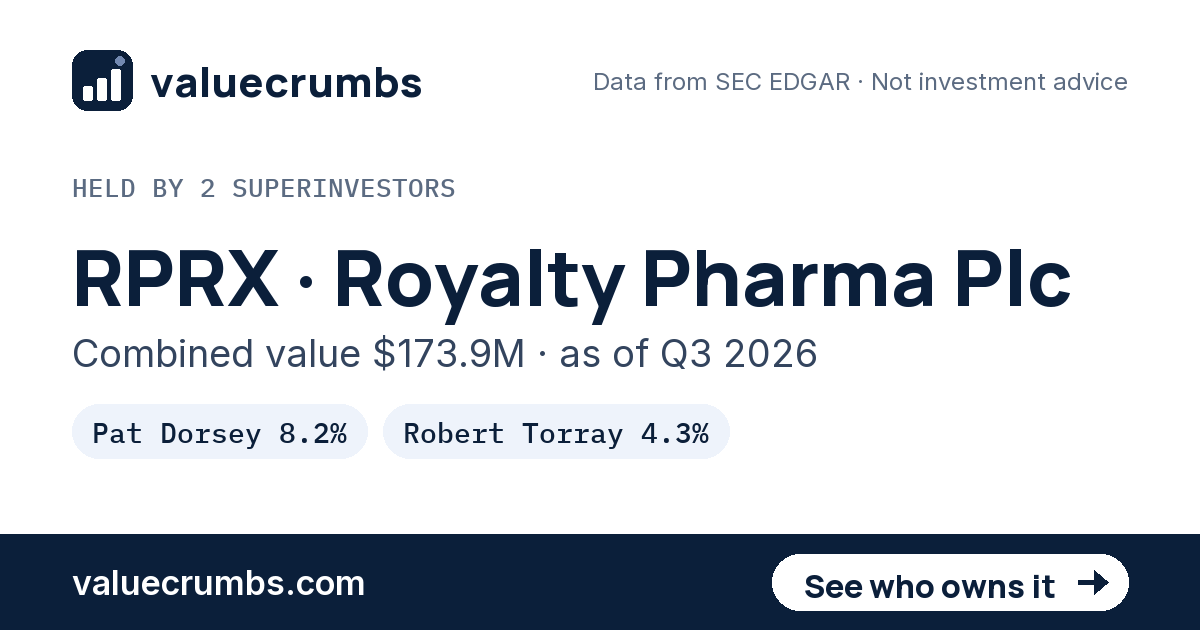 valuecrumbs
Data from SEC EDGAR · Not investment advice
HELD BY 2 SUPERINVESTORS
RPRX · Royalty Pharma Plc
Combined value $173.9M · as of Q3 2026
Pat Dorsey 8.2%
Robert Torray 4.3%
valuecrumbs.com
See who owns it →